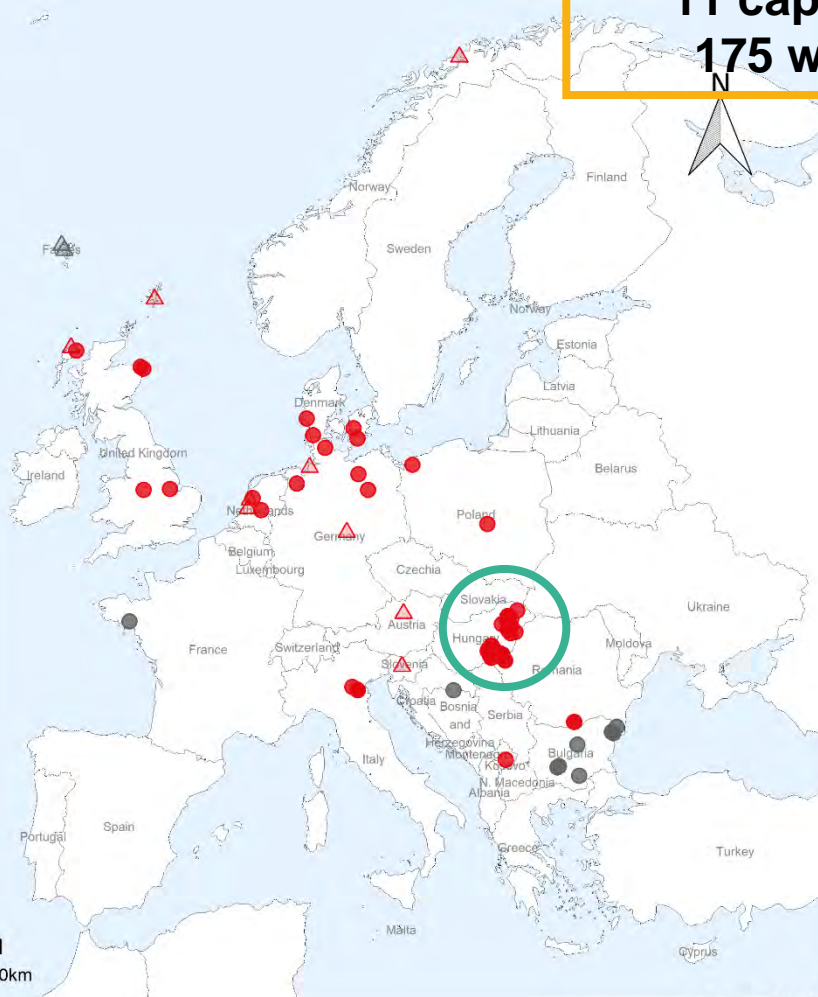 175 w
N
Norway
Finland
Sweden
Norway
Estonia
Latvia
Denmark
Lithuania
United Kingdom
Ireland
Belarus
Netherlands
Poland
Germany
Belgium
Luxembourg
Czechia
Slovakia
Ukraine
Austria
Hungary
Moldova
France
Switzerland
Slovenia
Romania
Croatia
Bosnia
and
Herzegovina
Serbia
Montenegro
Kosovo*
Bulgaria
Italy
N. Macedonia
Albania
Portugal
Spain
Greece
Turkey
Malta
Cyprus
0km